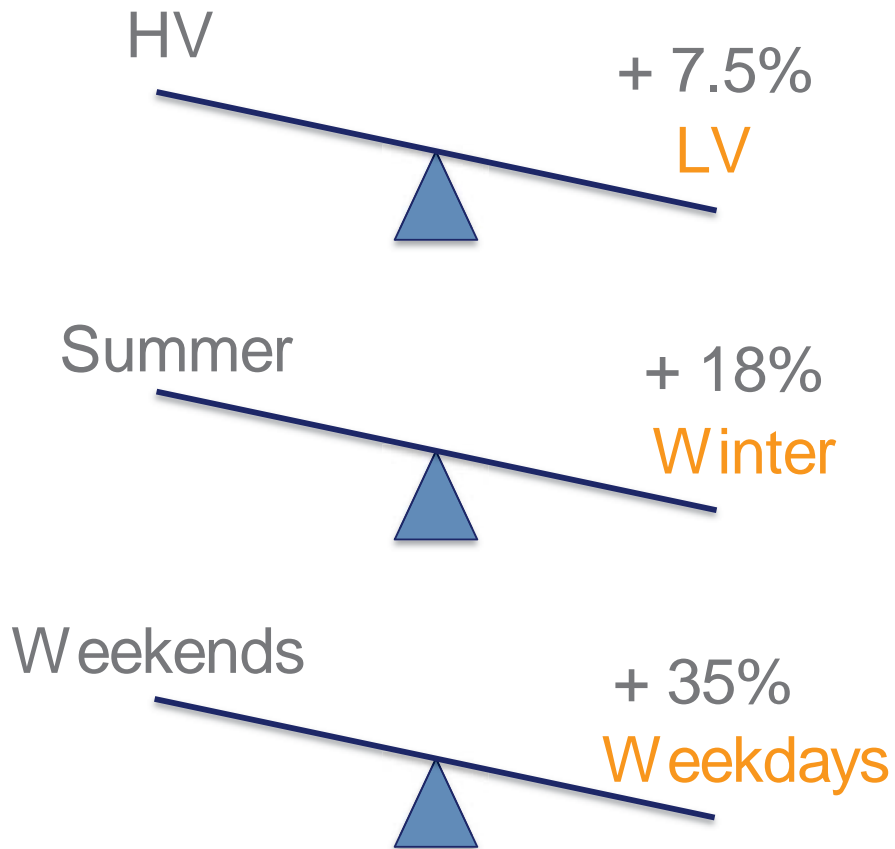 HV
+ 7.5%
LV
Summer
+ 18%
Winter
Weekends
+ 35%
Weekdays